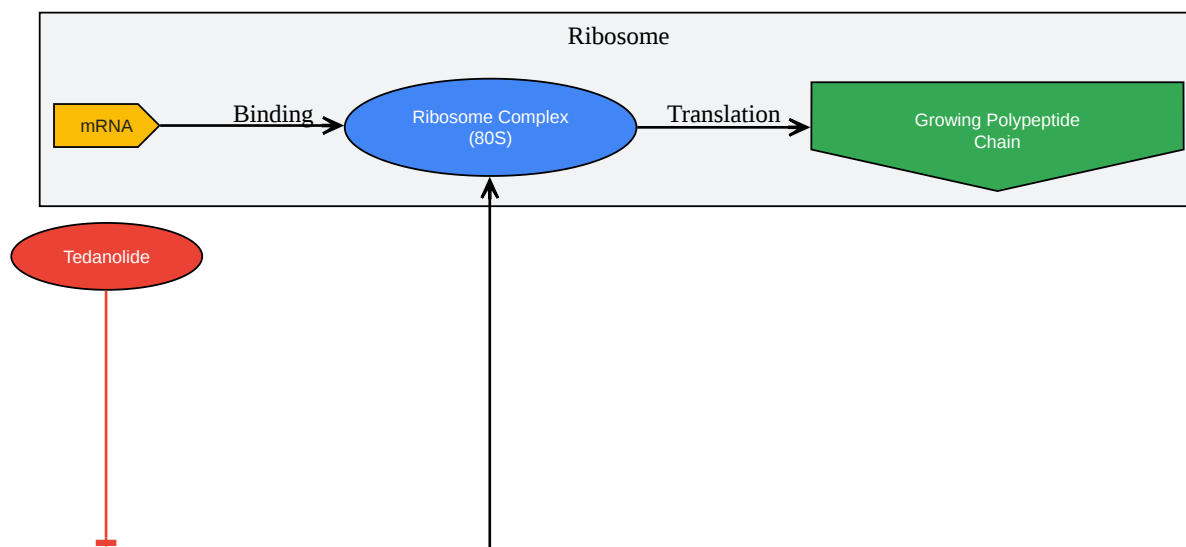 Ribosome
mRNA
Binding
Ribosome Complex
(80S)
Translation
Growing Polypeptide
Chain
Tedanolide